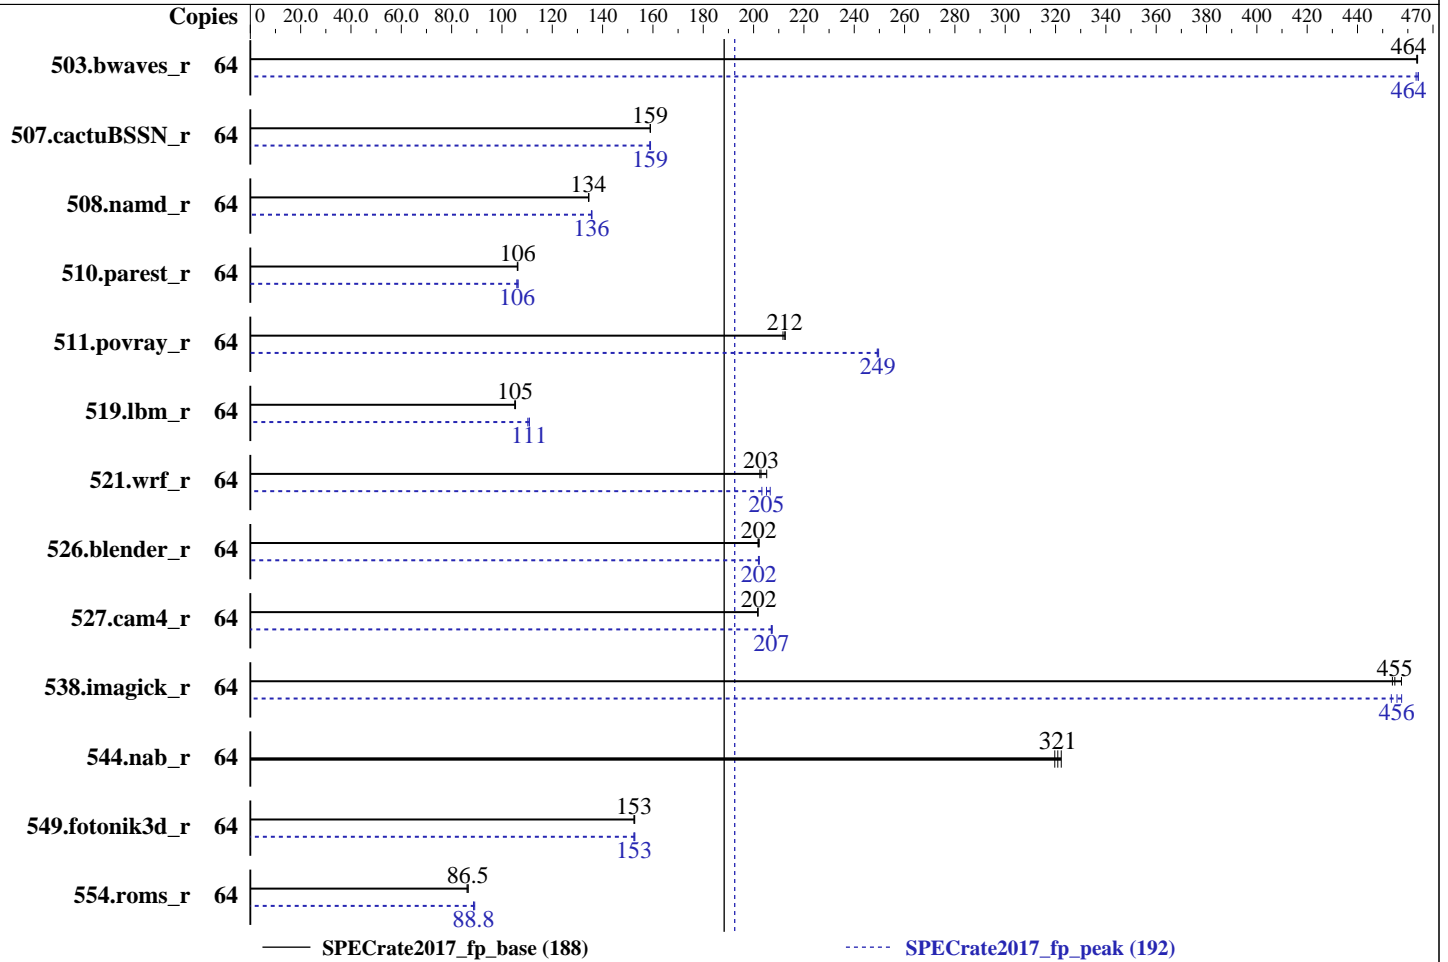 Copies 0 20.0 40.0 60.0 80.0 100 120 140 160 180 200 220 240 260 280 300 320 340 360 380 400 420 440 470
503.bwaves_r 64 464
464
507.cactuBSSN_r 64 159
159
508.namd_r 64 134
136
510.parest_r 64 106
106
511.povray_r 64 212
249
519.lbm_r 64 105
111
521.wrf_r 64 203
205
526.blender_r 64 202
202
527.cam4_r 64 202
207
538.imagick_r 64 455
456
544.nab_r 64 321
549.fotonik3d_r 64 153
153
554.roms_r 64 86.5
88.8
SPECrate2017_fp_base (188) SPECrate2017_fp_peak (192)